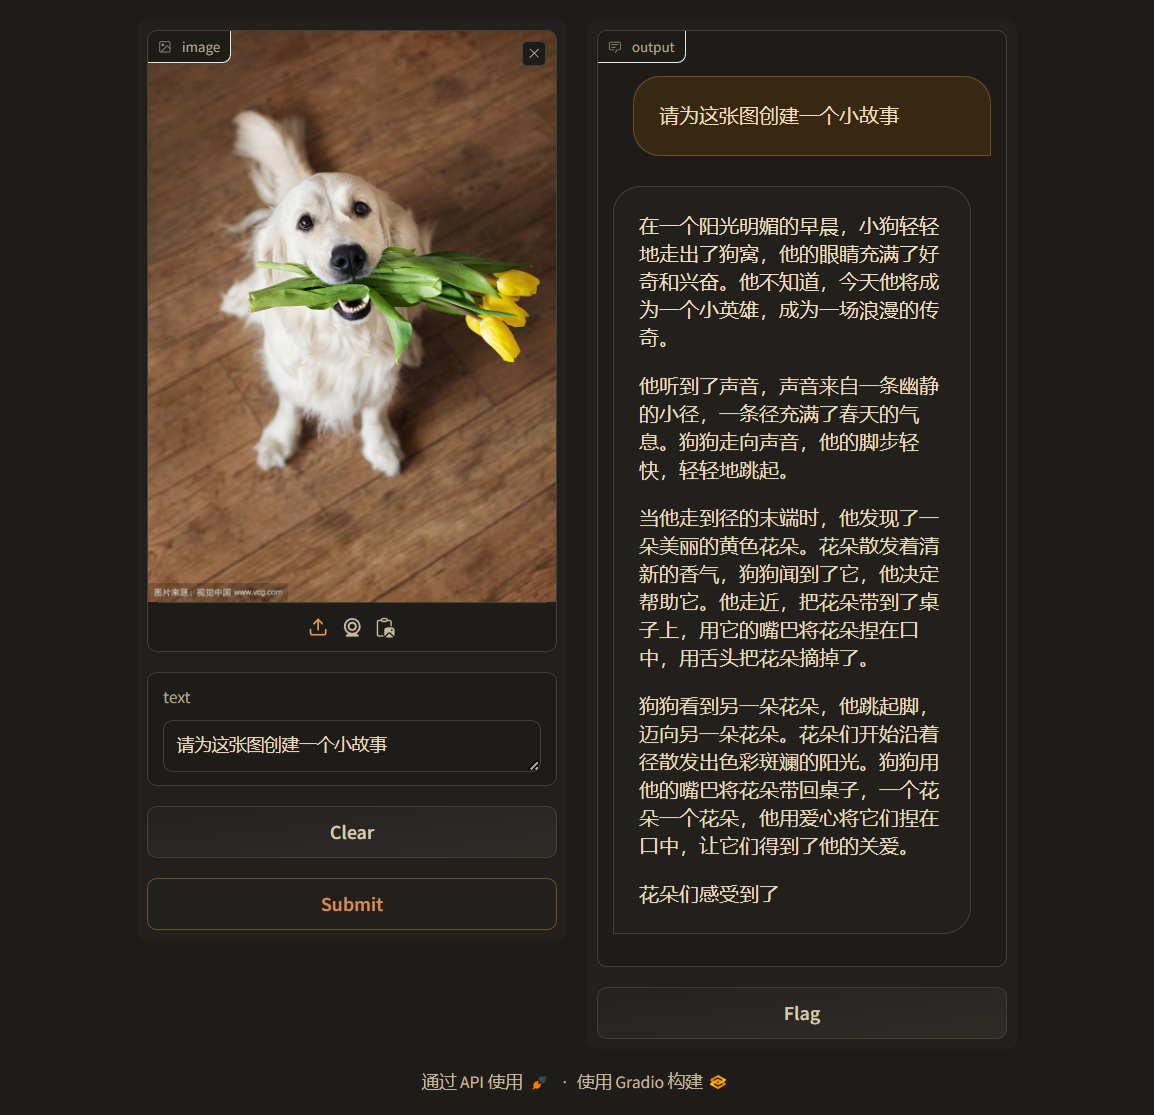 image
图片来源：视觉中国 www.vcg.com
text
请为这张图创建一个小故事
Clear
Submit
output
请为这张图创建一个小故事
在一个阳光明媚的早晨，小狗轻轻
地走出了狗窝，他的眼睛充满了好
奇和兴奋。他不知道，今天他将成
为一个小英雄，成为一场浪漫的传
奇。
他听到了声音，声音来自一条幽静
的小径，一条径充满了春天的气
息。狗狗走向声音，他的脚步轻
快，轻轻地跳起。
当他走到径的末端时，他发现了一
朵美丽的黄色花朵。花朵散发着清
新的香气，狗狗闻到了它，他决定
帮助它。他走近，把花朵带到了桌
子上，用它的嘴巴将花朵捏在口
中，用舌头把花朵摘掉了。
狗狗看到另一朵花朵，他跳起脚，
迈向另一朵花朵。花朵们开始沿着
径散发出色彩斑斓的阳光。狗狗用
他的嘴巴将花朵带回桌子，一个花
朵一个花朵，他用爱心将它们捏在
口中，让它们得到了他的关爱。
花朵们感受到了
Flag
通过 API 使用 · 使用 Gradio 构建